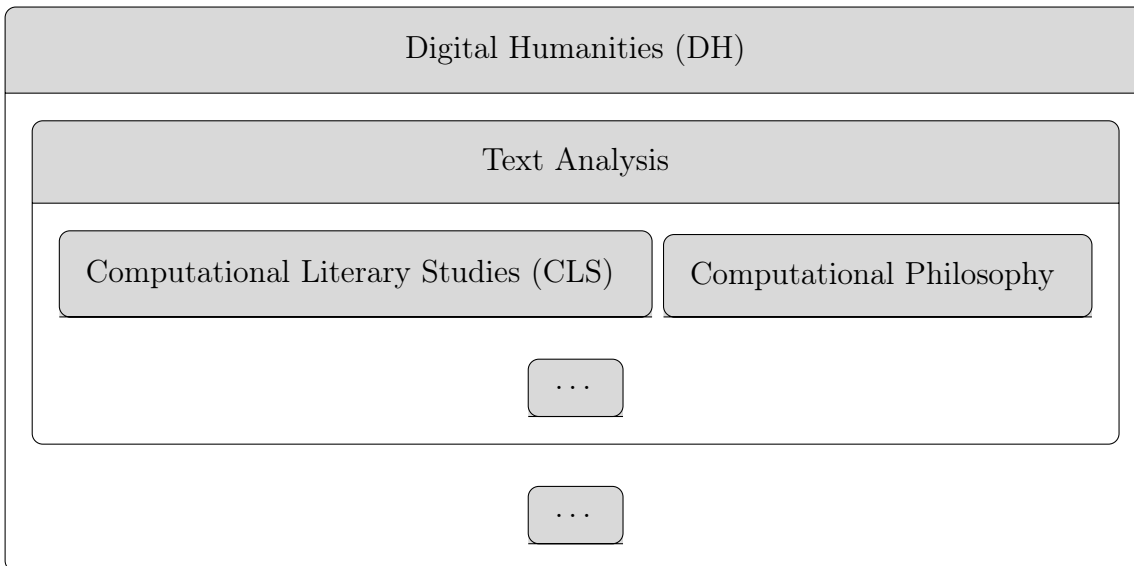 Digital Humanities (DH)
Text Analysis
Computational Literary Studies (CLS)
Computational Philosophy
...
...